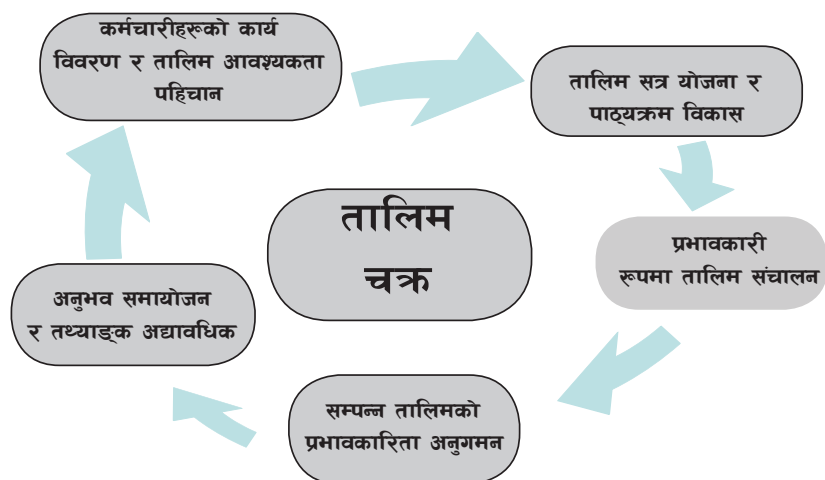 कर्मचारीहरूको कार्य
विवरण र तालिम आवश्यकता
पहिचान
तालिम सत्र योजना र
पाठ्यक्रम विकास
प्रभावकारी
रूपमा तालिम संचालन
सम्पन्न तालिमको
प्रभावकारिता अनुगमन
अनुभव समायोजन
र तथ्याङ्क अद्यावधिक
तालिम
चक्र